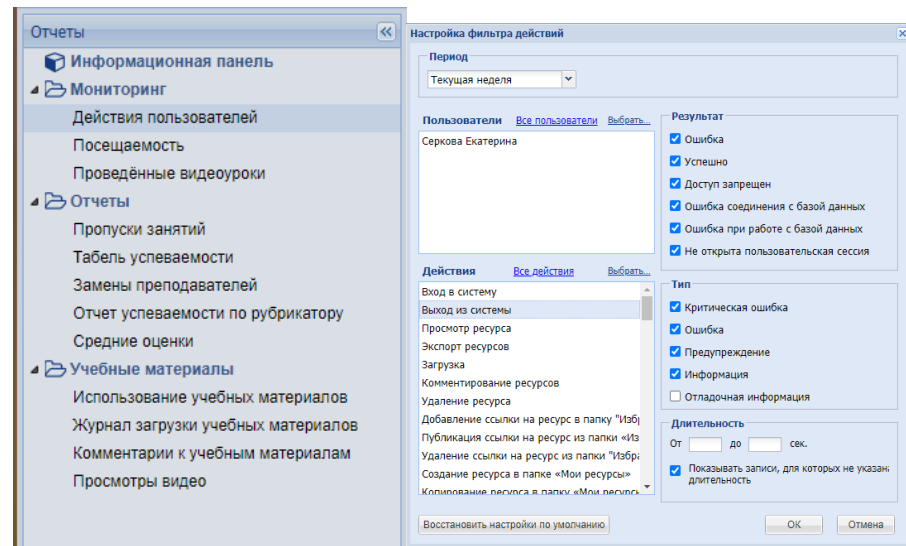 Отчеты
Информационная панель
Мониторинг
Действия пользователей
Посещаемость
Проведённые видеоуроки
Отчеты
Пропуски занятий
Табель успеваемости
Замены преподавателей
Отчет успеваемости по рубрикатору
Средние оценки
Учебные материалы
Использование учебных материалов
Журнал загрузки учебных материалов
Комментарии к учебным материалам
Просмотры видео
Настройка фильтра действий
Период
Текущая неделя
Пользователи Все пользователи Выбрать...
Серкова Екатерина
Действия Все действия Выбрать...
Вход в систему
Выход из системы
Просмотр ресурса
Экспорт ресурсов
Загрузка
Комментирование ресурсов
Удаление ресурса
Добавление ссылки на ресурс в папку "Избр
Публикация ссылки на ресурс из папки «Из
Удаление ссылки на ресурс из папки "Избра
Создание ресурса в папке «Мои ресурсы»
Копирование ресурса в папку «Мои ресурсы
Результат
Ошибка
Успешно
Доступ запрещен
Ошибка соединения с базой данных
Ошибка при работе с базой данных
Не открыта пользовательская сессия
Тип
Критическая ошибка
Ошибка
Предупреждение
Информация
Отладочная информация
Длительность
От до сек.
Показывать записи, для которых не указана
длительность
Восстановить настройки по умолчанию
ОК Отмена